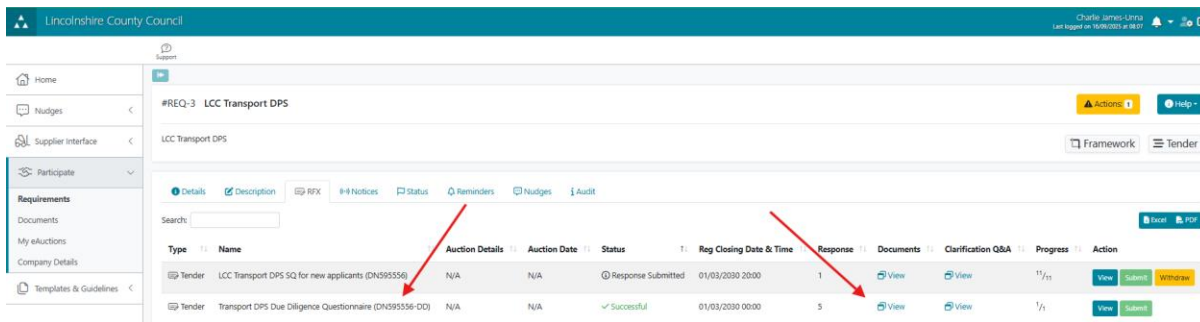 Lincolnshire County Council
Charlie James-Unna
Last logged on 16/09/2025 at 08:07
Support
Home
#REQ-3 LCC Transport DPS
Actions: 1
Help
Nudges
Supplier Interface
LCC Transport DPS
Framework
Tender
Participate
Details Description RFX Notices Status Reminders Nudges Audit
Requirements
Documents
Search:
Excel PDF
My eAuctions
Company Details
Type Name Auction Details Auction Date Status Reg Closing Date & Time Response Documents Clarification Q&A Progress Action
Templates & Guidelines
Tender LCC Transport DPS SQ for new applicants (DN595556) N/A N/A Response Submitted 01/03/2030 20:00 1 View View 11/11 View Submit Withdraw
Tender Transport DPS Due Diligence Questionnaire (DN595556-DD) N/A N/A Successful 01/03/2030 00:00 5 View View 1/1 View Submit